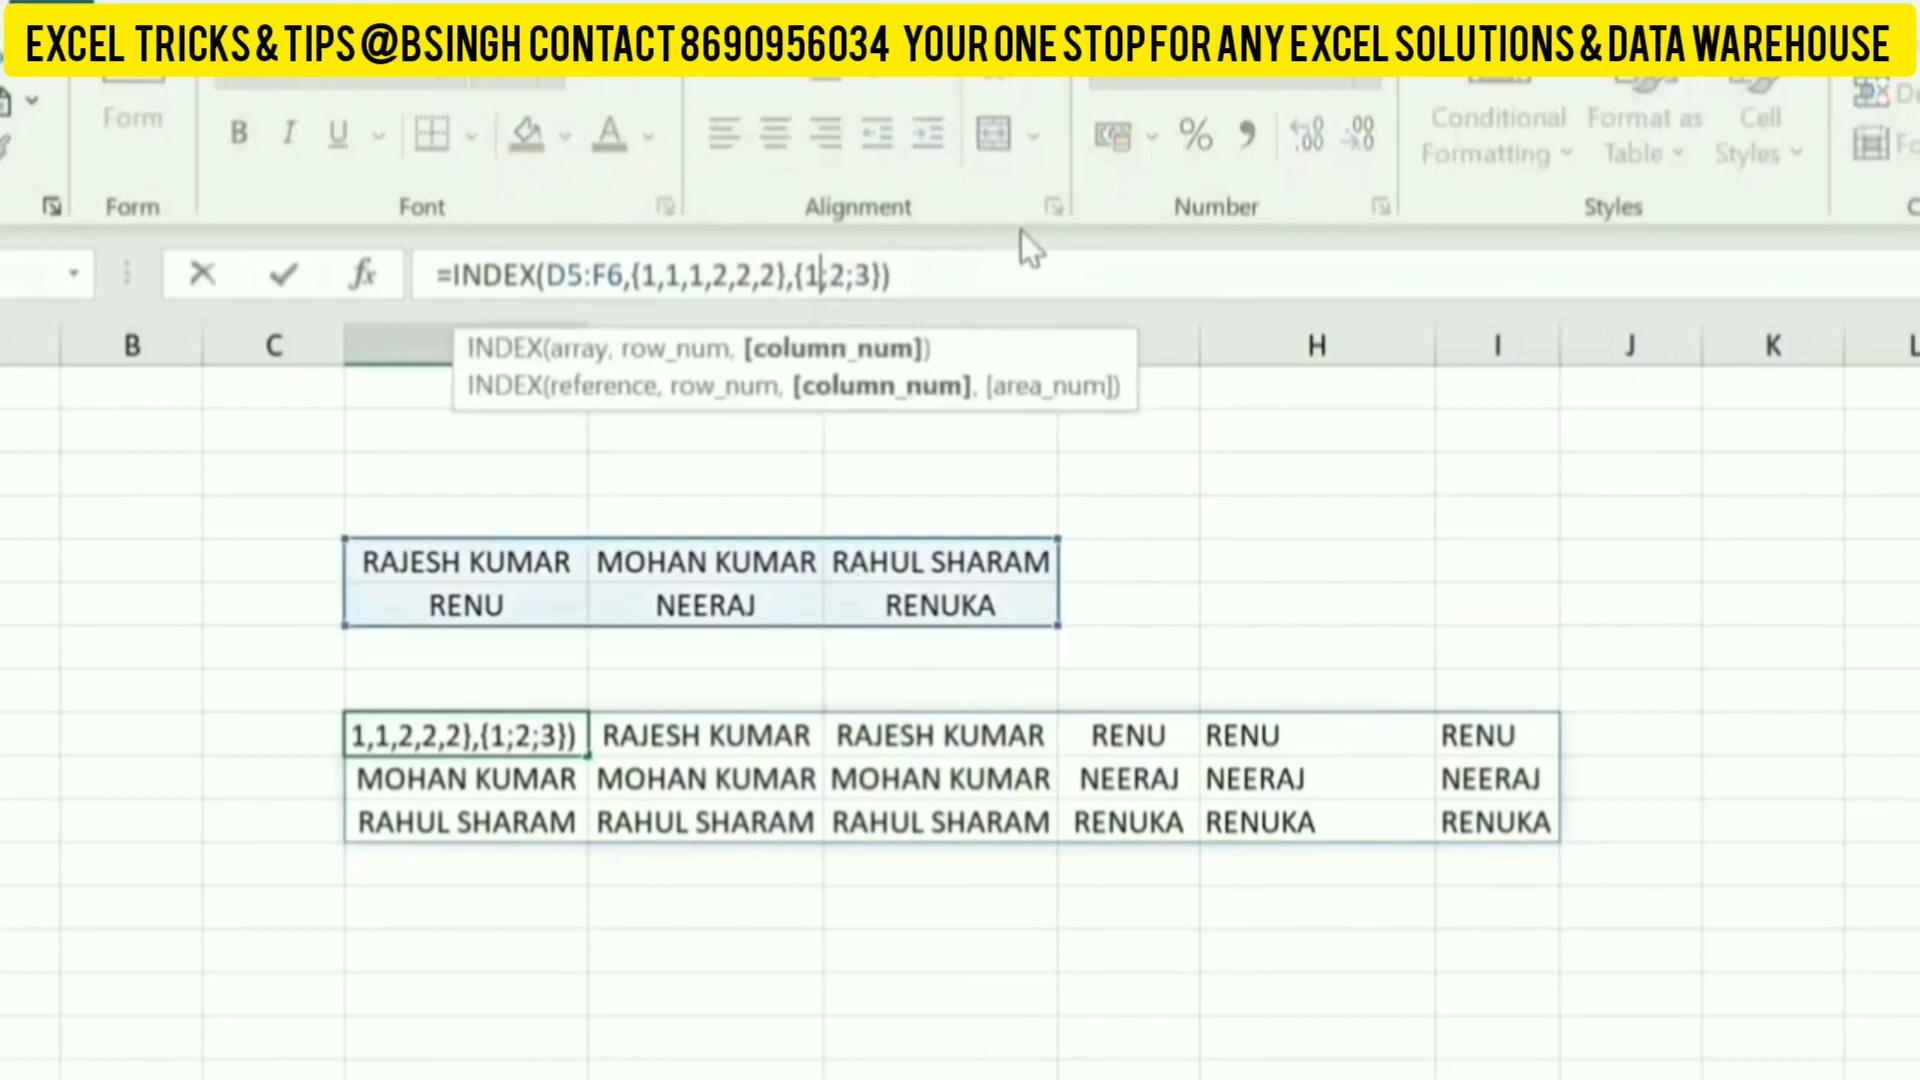 EXCEL TRICKS & TIPS @BSINGH CONTACT 8690956034 YOUR ONE STOP FOR ANY EXCEL SOLUTIONS & DATA WAREHOUSE
Form B I U A % Conditional Formatting Format as Table Cell Styles
Form Font Alignment Number Styles
fx =INDEX(D5:F6,{1,1,1,2,2,2},{1;2;3})
B C H I J K L
INDEX(array, row_num, [column_num])
INDEX(reference, row_num, [column_num], [area_num])
RAJESH KUMAR MOHAN KUMAR RAHUL SHARAM
RENU NEERAJ RENUKA
1,1,2,2,2},{1;2;3}) RAJESH KUMAR RAJESH KUMAR RENU RENU RENU
MOHAN KUMAR MOHAN KUMAR MOHAN KUMAR NEERAJ NEERAJ NEERAJ
RAHUL SHARAM RAHUL SHARAM RAHUL SHARAM RENUKA RENUKA RENUKA